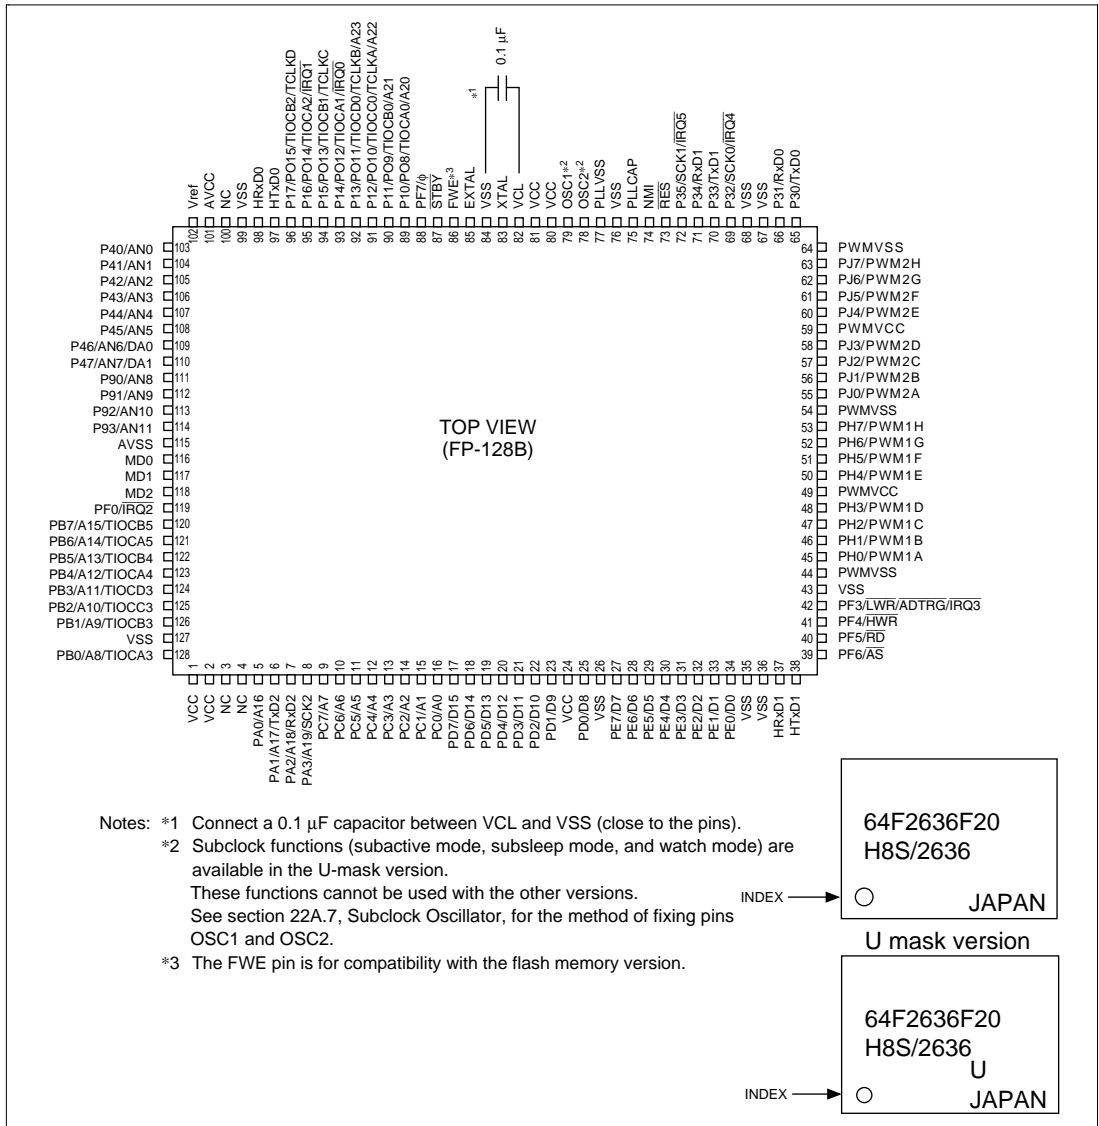 0.1 μF
*1
Vref
AVCC
NC
VSS
HRxD0
HTxD0
P17/PO15/TIOCB2/TCLKD
P16/PO14/TIOCA2/IRQ1
P15/PO13/TIOCB1/TCLKC
P14/PO12/TIOCA1/IRQ0
P13/PO11/TIOCD0/TCLKB/A23
P12/PO10/TIOCC0/TCLKA/A22
P11/PO9/TIOCB0/A21
P10/PO8/TIOCA0/A20
PF7/ϕ
STBY
FWE*3
EXTAL
VSS
XTAL
VCL
VCC
VCC
OSC1*2
OSC2*2
PLLVSS
VSS
PLLCAP
NMI
RES
P35/SCK1/IRQ5
P34/RxD1
P33/TxD1
P32/SCK0/IRQ4
VSS
VSS
P31/RxD0
P30/TxD0
102 101 100 99 98 97 96 95 94 93 92 91 90 89 88 87 86 85 84 83 82 81 80 79 78 77 76 75 74 73 72 71 70 69 68 67 66 65
P40/AN0 103
P41/AN1 104
P42/AN2 105
P43/AN3 106
P44/AN4 107
P45/AN5 108
P46/AN6/DA0 109
P47/AN7/DA1 110
P90/AN8 111
P91/AN9 112
P92/AN10 113
P93/AN11 114
AVSS 115
MD0 116
MD1 117
MD2 118
PF0/IRQ2 119
PB7/A15/TIOCB5 120
PB6/A14/TIOCA5 121
PB5/A13/TIOCB4 122
PB4/A12/TIOCA4 123
PB3/A11/TIOCD3 124
PB2/A10/TIOCC3 125
PB1/A9/TIOCB3 126
VSS 127
PB0/A8/TIOCA3 128
TOP VIEW
(FP-128B)
64 PWMVSS
63 PJ7/PWM2H
62 PJ6/PWM2G
61 PJ5/PWM2F
60 PJ4/PWM2E
59 PWMVCC
58 PJ3/PWM2D
57 PJ2/PWM2C
56 PJ1/PWM2B
55 PJ0/PWM2A
54 PWMVSS
53 PH7/PWM1H
52 PH6/PWM1G
51 PH5/PWM1F
50 PH4/PWM1E
49 PWMVCC
48 PH3/PWM1D
47 PH2/PWM1C
46 PH1/PWM1B
45 PH0/PWM1A
44 PWMVSS
43 VSS
42 PF3/LWR/ADTRG/IRQ3
41 PF4/HWR
40 PF5/RD
39 PF6/AS
1 2 3 4 5 6 7 8 9 10 11 12 13 14 15 16 17 18 19 20 21 22 23 24 25 26 27 28 29 30 31 32 33 34 35 36 37 38
VCC
VCC
NC
NC
PA0/A16
PA1/A17/TxD2
PA2/A18/RxD2
PA3/A19/SCK2
PC7/A7
PC6/A6
PC5/A5
PC4/A4
PC3/A3
PC2/A2
PC1/A1
PC0/A0
PD7/D15
PD6/D14
PD5/D13
PD4/D12
PD3/D11
PD2/D10
PD1/D9
VCC
PD0/D8
VSS
PE7/D7
PE6/D6
PE5/D5
PE4/D4
PE3/D3
PE2/D2
PE1/D1
PE0/D0
VSS
VSS
HRxD1
HTxD1
Notes: *1 Connect a 0.1 μF capacitor between VCL and VSS (close to the pins).
*2 Subclock functions (subactive mode, subsleep mode, and watch mode) are
available in the U-mask version.
These functions cannot be used with the other versions.
See section 22A.7, Subclock Oscillator, for the method of fixing pins
OSC1 and OSC2.
*3 The FWE pin is for compatibility with the flash memory version.
64F2636F20
H8S/2636
INDEX
JAPAN
U mask version
64F2636F20
H8S/2636
U
INDEX
JAPAN